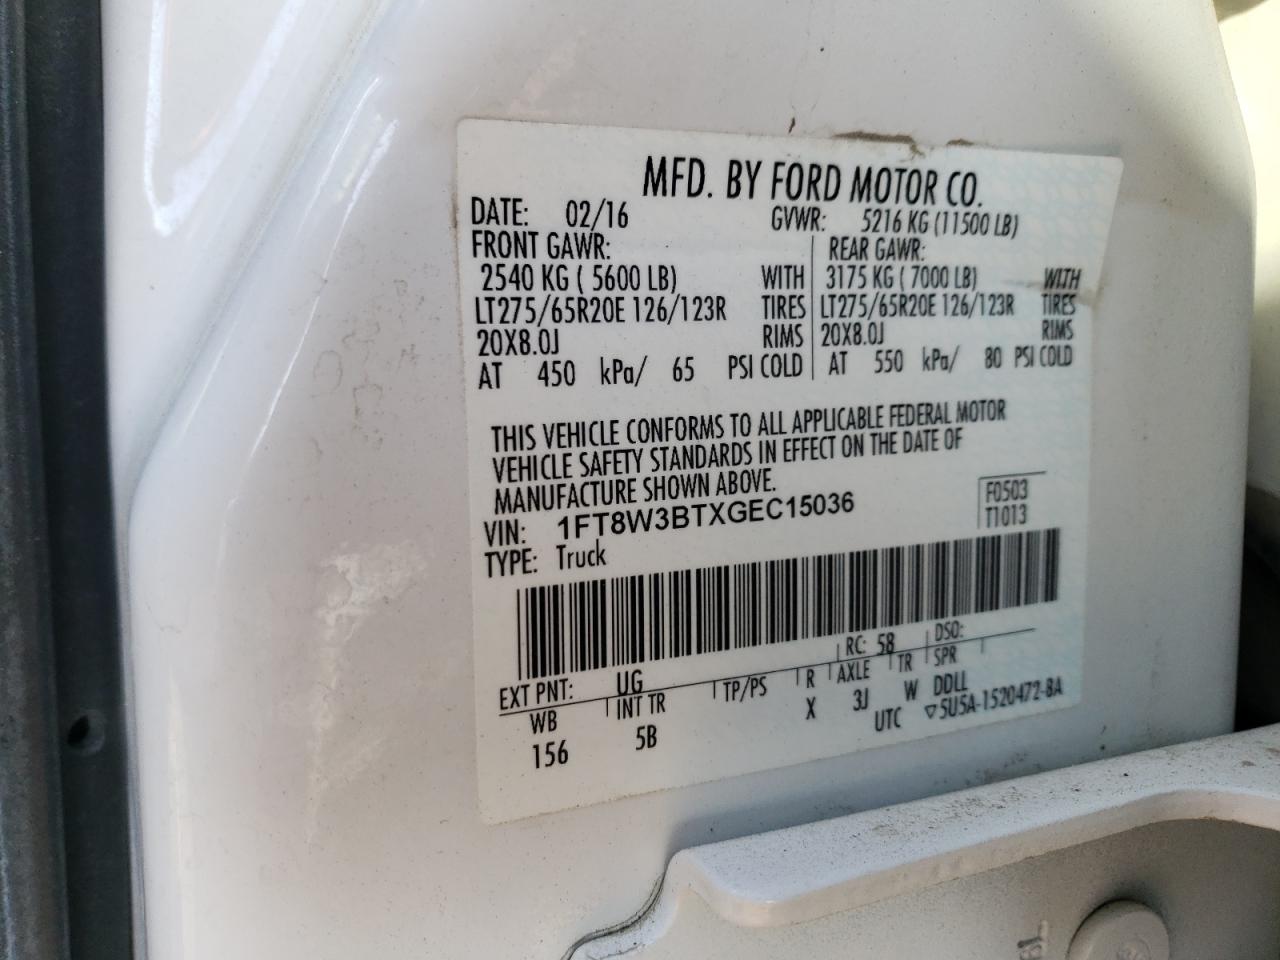 MFD. BY FORD MOTOR CO.
DATE: 02/16 GVWR: 5216 KG (11500 LB)
FRONT GAWR: REAR GAWR:
2540 KG ( 5600 LB) WITH 3175 KG ( 7000 LB) WITH
LT275/65R20E 126/123R TIRES LT275/65R20E 126/123R TIRES
20X8.0J RIMS 20X8.0J RIMS
AT 450 kPa/ 65 PSI COLD AT 550 kPa/ 80 PSI COLD
THIS VEHICLE CONFORMS TO ALL APPLICABLE FEDERAL MOTOR
VEHICLE SAFETY STANDARDS IN EFFECT ON THE DATE OF
MANUFACTURE SHOWN ABOVE.
VIN: 1FT8W3BTXGEC15036 F0503
TYPE: Truck T1013
EXT PNT: UG RC: 58 DSO:
WB INT TR TP/PS R AXLE TR SPR
156 5B X 3J W DDLL
UTC ▽5U5A-1520472-BA